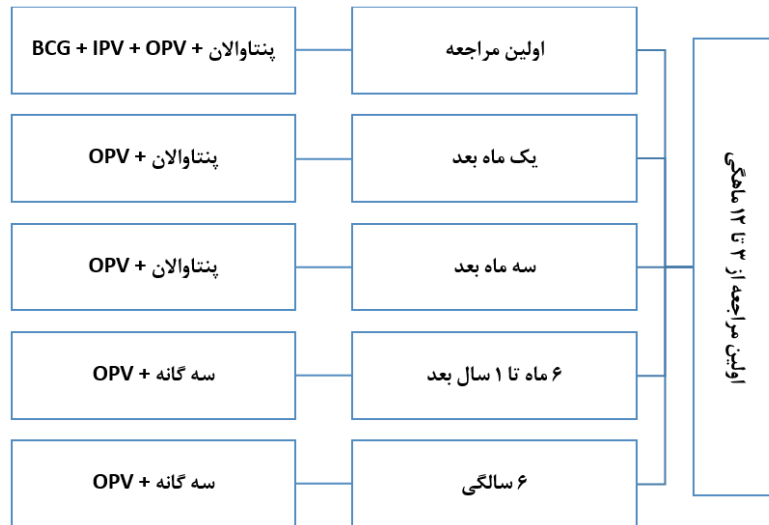 اولین مراجعه از ۳ تا ۱۲ ماهگی
اولین مراجعه
پنتاوالان + BCG + IPV + OPV
یک ماه بعد
پنتاوالان + OPV
سه ماه بعد
پنتاوالان + OPV
۶ ماه تا ۱ سال بعد
سه گانه + OPV
۶ سالگی
سه گانه + OPV